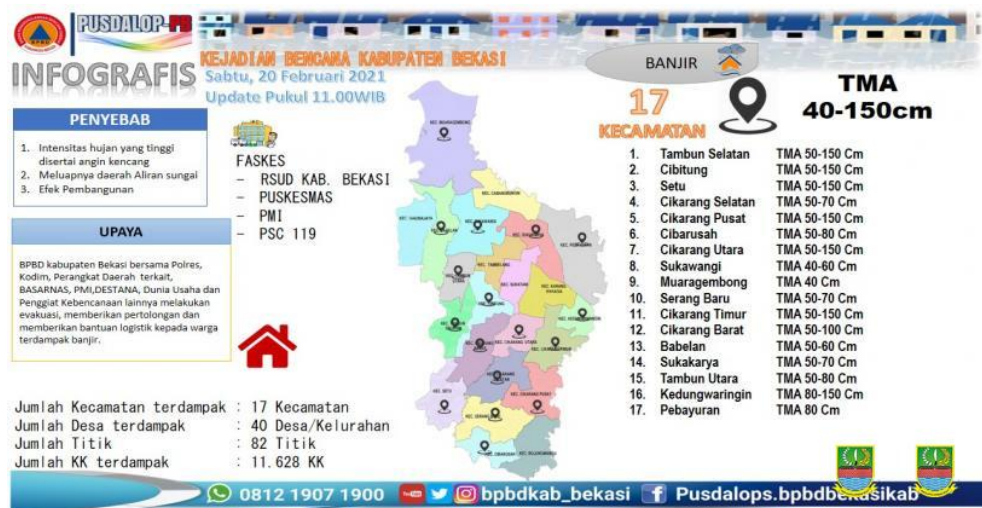 BPBD
PUSDALOP-PB
INFOGRAFIS
KEJADIAN BENCANA KABUPATEN BEKASI
Sabtu, 20 Februari 2021
Update Pukul 11.00WIB
BANJIR
17
KECAMATAN
TMA
40-150cm
PENYEBAB
1. Intensitas hujan yang tinggi
disertai angin kencang
2. Meluapnya daerah Aliran sungai
3. Efek Pembangunan
FASKES
- RSUD KAB. BEKASI
- PUSKESMAS
- PMI
- PSC 119
UPAYA
BPBD kabupaten Bekasi bersama Polres,
Kodim, Perangkat Daerah terkait,
BASARNAS, PMI,DESTANA, Dunia Usaha dan
Penggiat Kebencanaan lainnya melakukan
evakuasi, memberikan pertolongan dan
memberikan bantuan logistik kepada warga
terdampak banjir.
1. Tambun Selatan TMA 50-150 Cm
2. Cibitung TMA 50-150 Cm
3. Setu TMA 50-150 Cm
4. Cikarang Selatan TMA 50-70 Cm
5. Cikarang Pusat TMA 50-150 Cm
6. Cibarusah TMA 50-80 Cm
7. Cikarang Utara TMA 50-150 Cm
8. Sukawangi TMA 40-60 Cm
9. Muaragembong TMA 40 Cm
10. Serang Baru TMA 50-70 Cm
11. Cikarang Timur TMA 50-150 Cm
12. Cikarang Barat TMA 50-100 Cm
13. Babelan TMA 50-60 Cm
14. Sukakarya TMA 50-70 Cm
15. Tambun Utara TMA 50-80 Cm
16. Kedungwaringin TMA 80-150 Cm
17. Pebayuran TMA 80 Cm
Jumlah Kecamatan terdampak : 17 Kecamatan
Jumlah Desa terdampak : 40 Desa/Kelurahan
Jumlah Titik : 82 Titik
Jumlah KK terdampak : 11.628 KK
0812 1907 1900 bpbdkab_bekasi Pusdalops.bpbdbekasikab